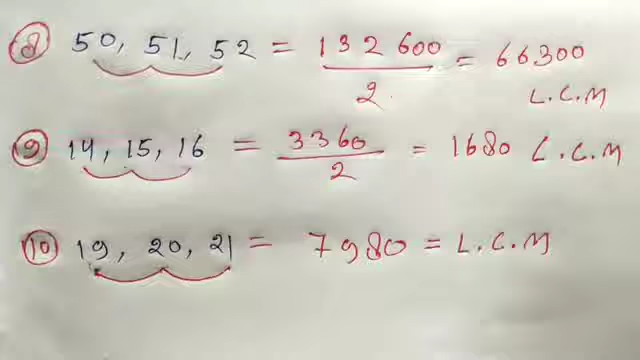 8 50, 51, 52 = 132600/2 = 66300
L.C.M
9 14, 15, 16 = 3360/2 = 1680 L.C.M
10 19, 20, 21 = 7980 = L.C.M